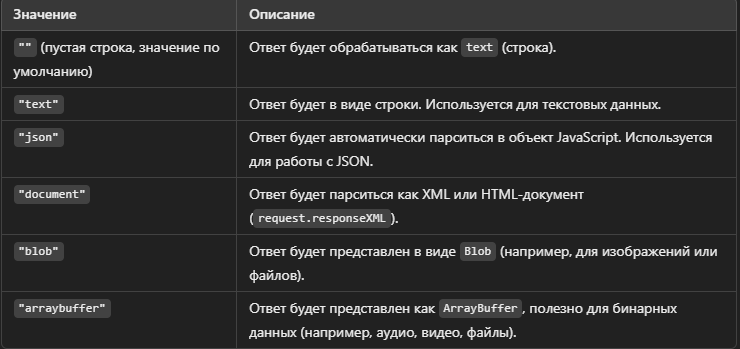 Значение Описание
"" (пустая строка, значение по Ответ будет обрабатываться как text (строка).
умолчанию)
"text" Ответ будет в виде строки. Используется для текстовых данных.
"json" Ответ будет автоматически парситься в объект JavaScript. Используется
для работы с JSON.
"document" Ответ будет парситься как XML или HTML-документ
(request.responseXML).
"blob" Ответ будет представлен в виде Blob (например, для изображений или
файлов).
"arraybuffer" Ответ будет представлен как ArrayBuffer, полезно для бинарных
данных (например, аудио, видео, файлы).